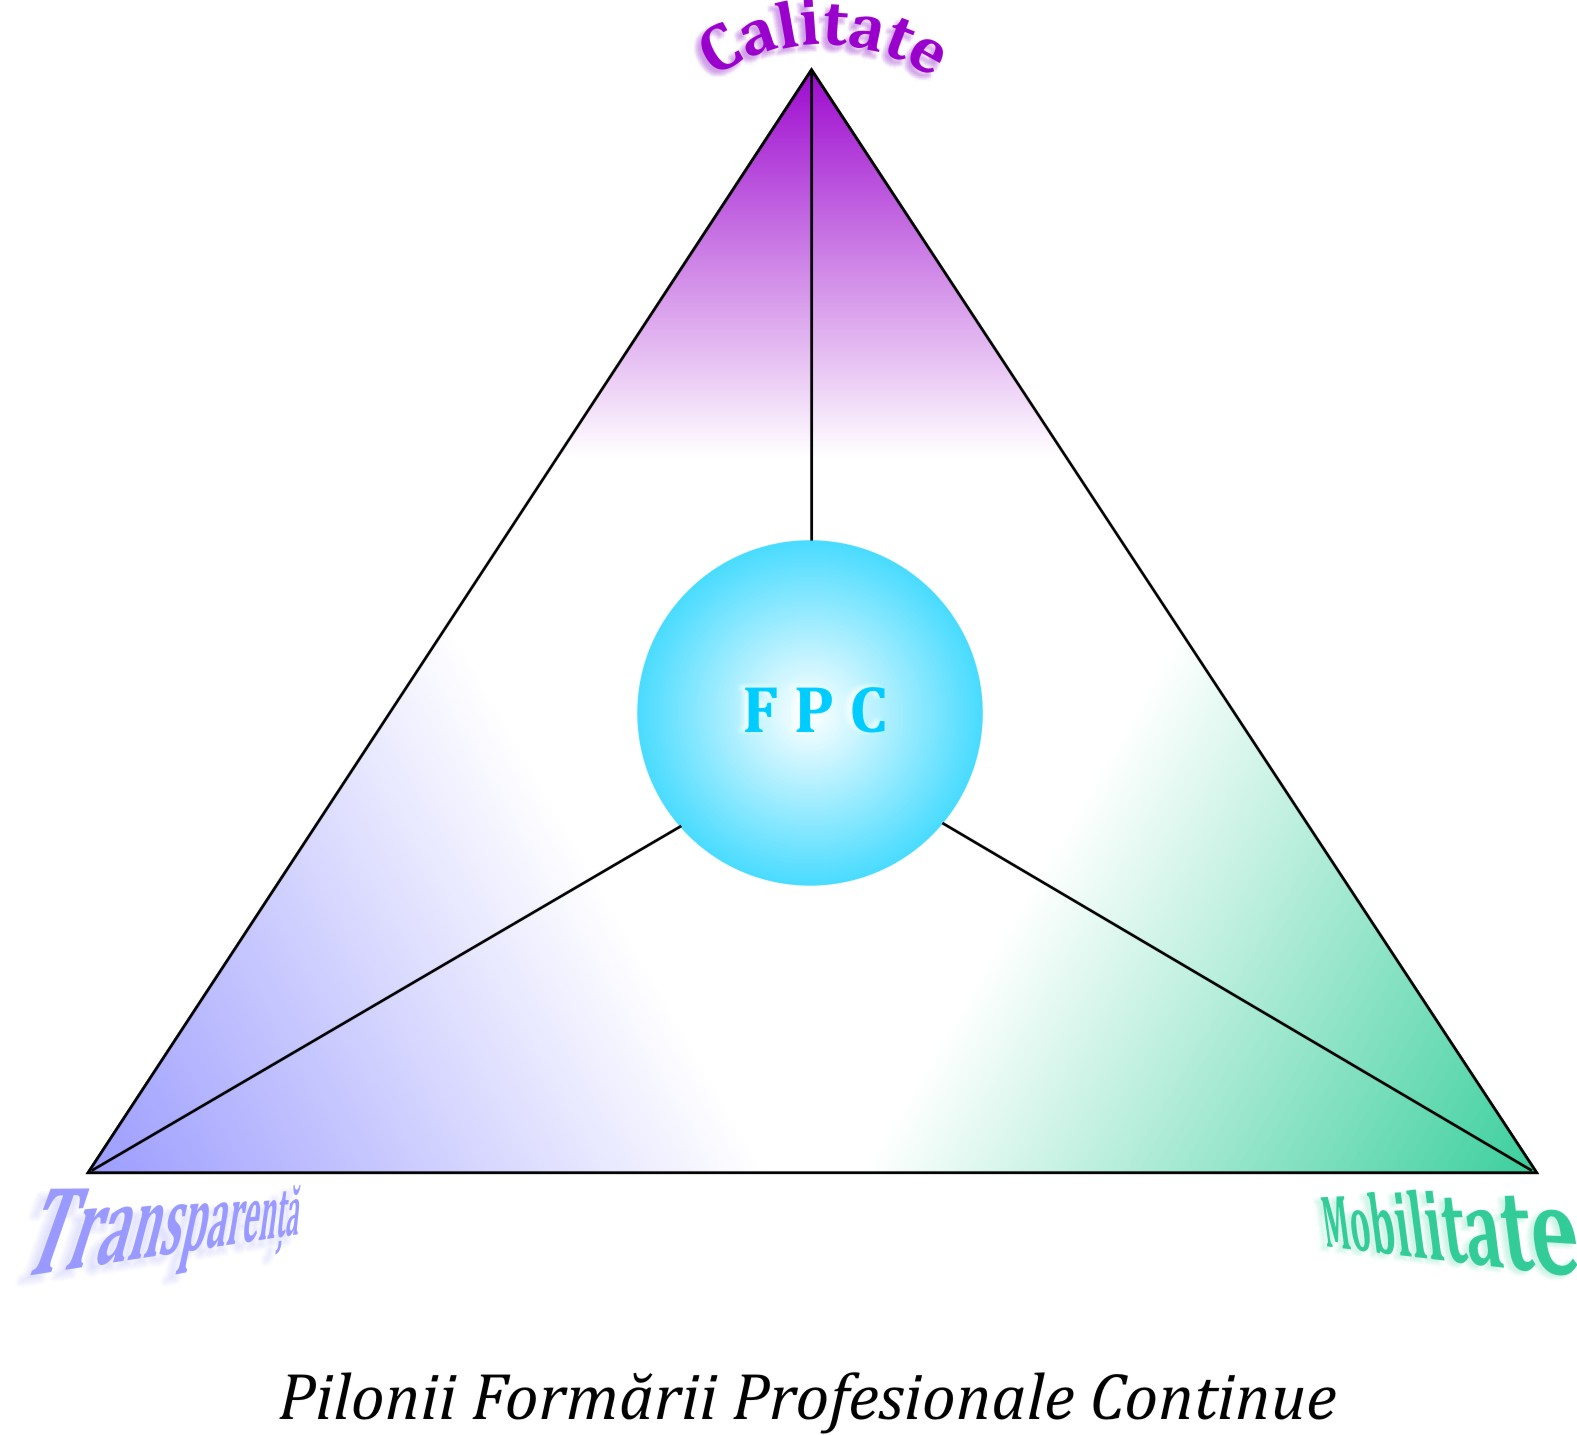 Calitate
F P C
Transparență
Mobilitate
Pilonii Formării Profesionale Continue